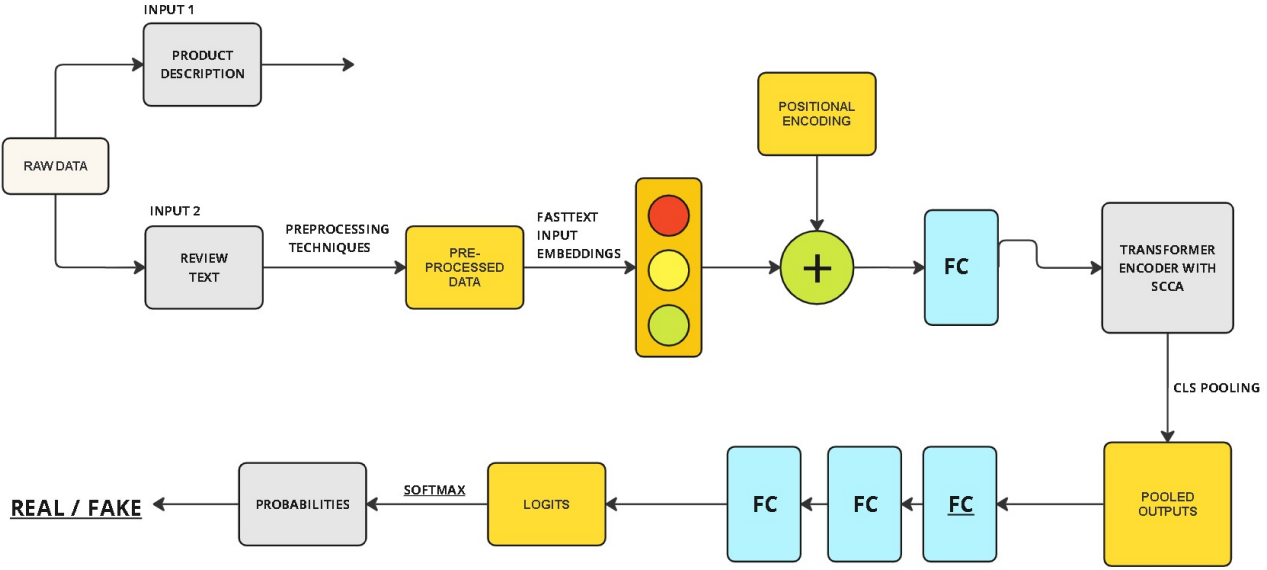 INPUT 1
PRODUCT
DESCRIPTION
RAW DATA
INPUT 2
REVIEW
TEXT
PREPROCESSING
TECHNIQUES
PRE-
PROCESSED
DATA
FASTTEXT
INPUT
EMBEDDINGS
POSITIONAL
ENCODING
+
FC
TRANSFORMER
ENCODER WITH
SCCA
CLS POOLING
POOLED
OUTPUTS
FC
FC
FC
LOGITS
SOFTMAX
PROBABILITIES
REAL / FAKE